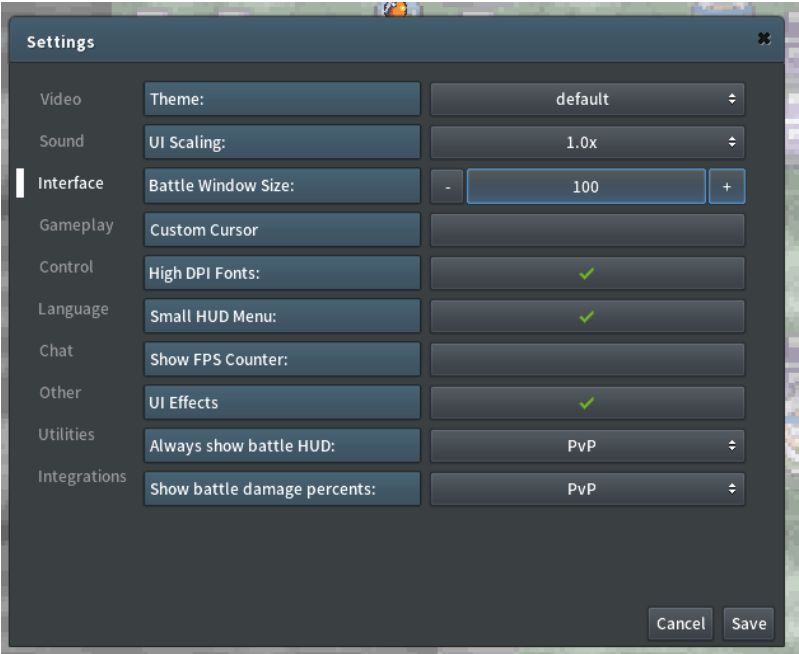 Settings
Video
Sound
Interface
Gameplay
Control
Language
Chat
Other
Utilities
Integrations
Theme: default
UI Scaling: 1.0x
Battle Window Size: - 100 +
Custom Cursor
High DPI Fonts:
Small HUD Menu:
Show FPS Counter:
UI Effects
Always show battle HUD: PvP
Show battle damage percents: PvP
Cancel Save